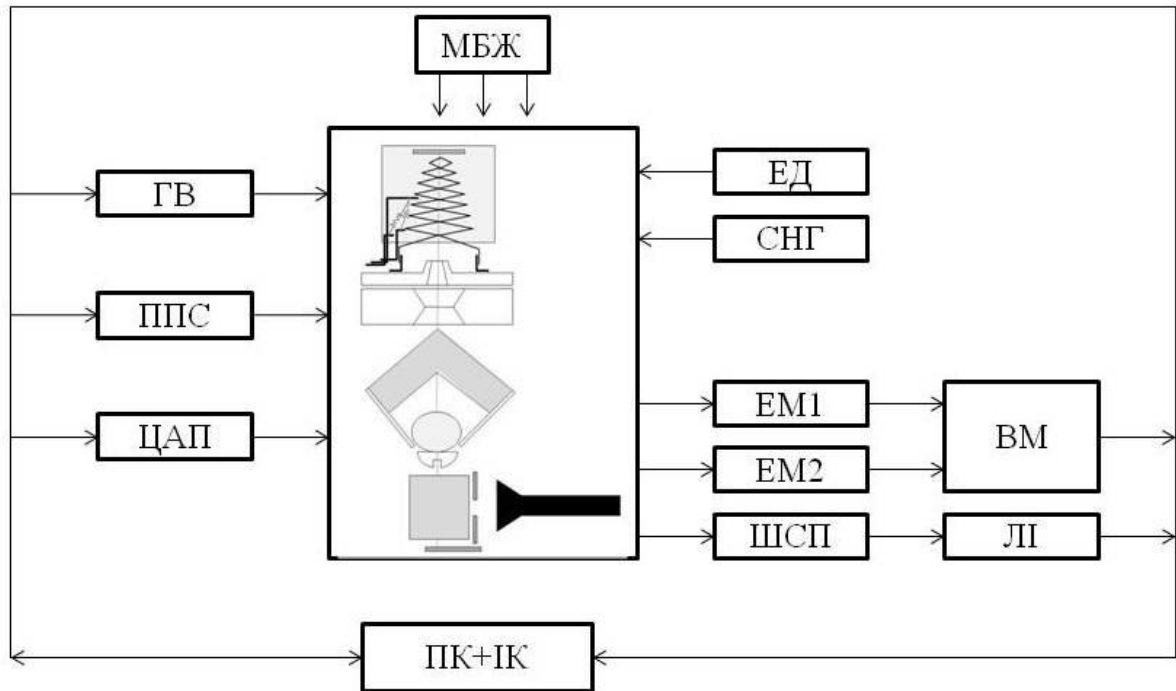 МБЖ
ГВ
ЕД
СНГ
ППС
ЦАП
ЕМ1
ВМ
ЕМ2
ШСП
ЛІ
ПК+ІК